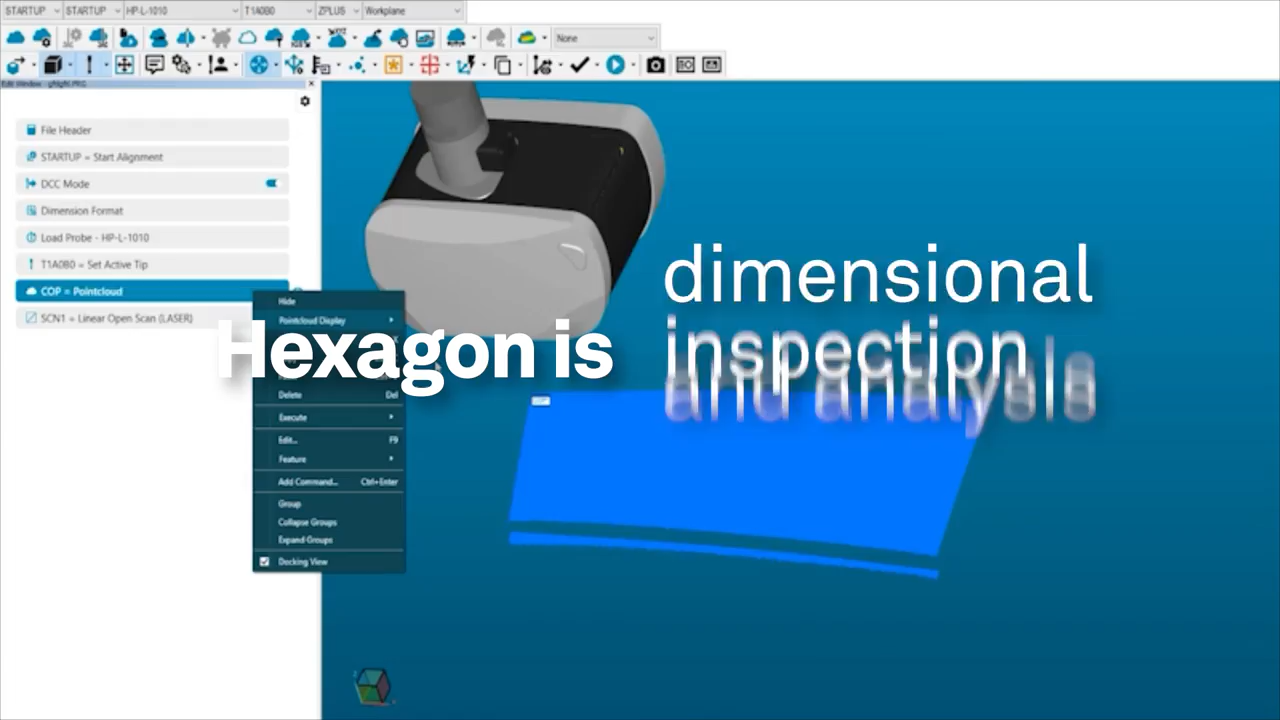 STARTUP STARTUP HP-L-1010 T1A0B0 ZPLUS Workplane
None
File Header
STARTUP = Start Alignment
DCC Mode
Dimension Format
Load Probe - HP-L-1010
T1A0B0 = Set Active Tip
COP = Pointcloud
SCN1 = Linear Open Scan (LASER)
Hide
Pointcloud Display
Delete Del
Execute
Edit... F9
Feature
Add Command... Ctrl+Enter
Group
Collapse Groups
Expand Groups
Docking View
Hexagon is
dimensional
inspection
and analysis